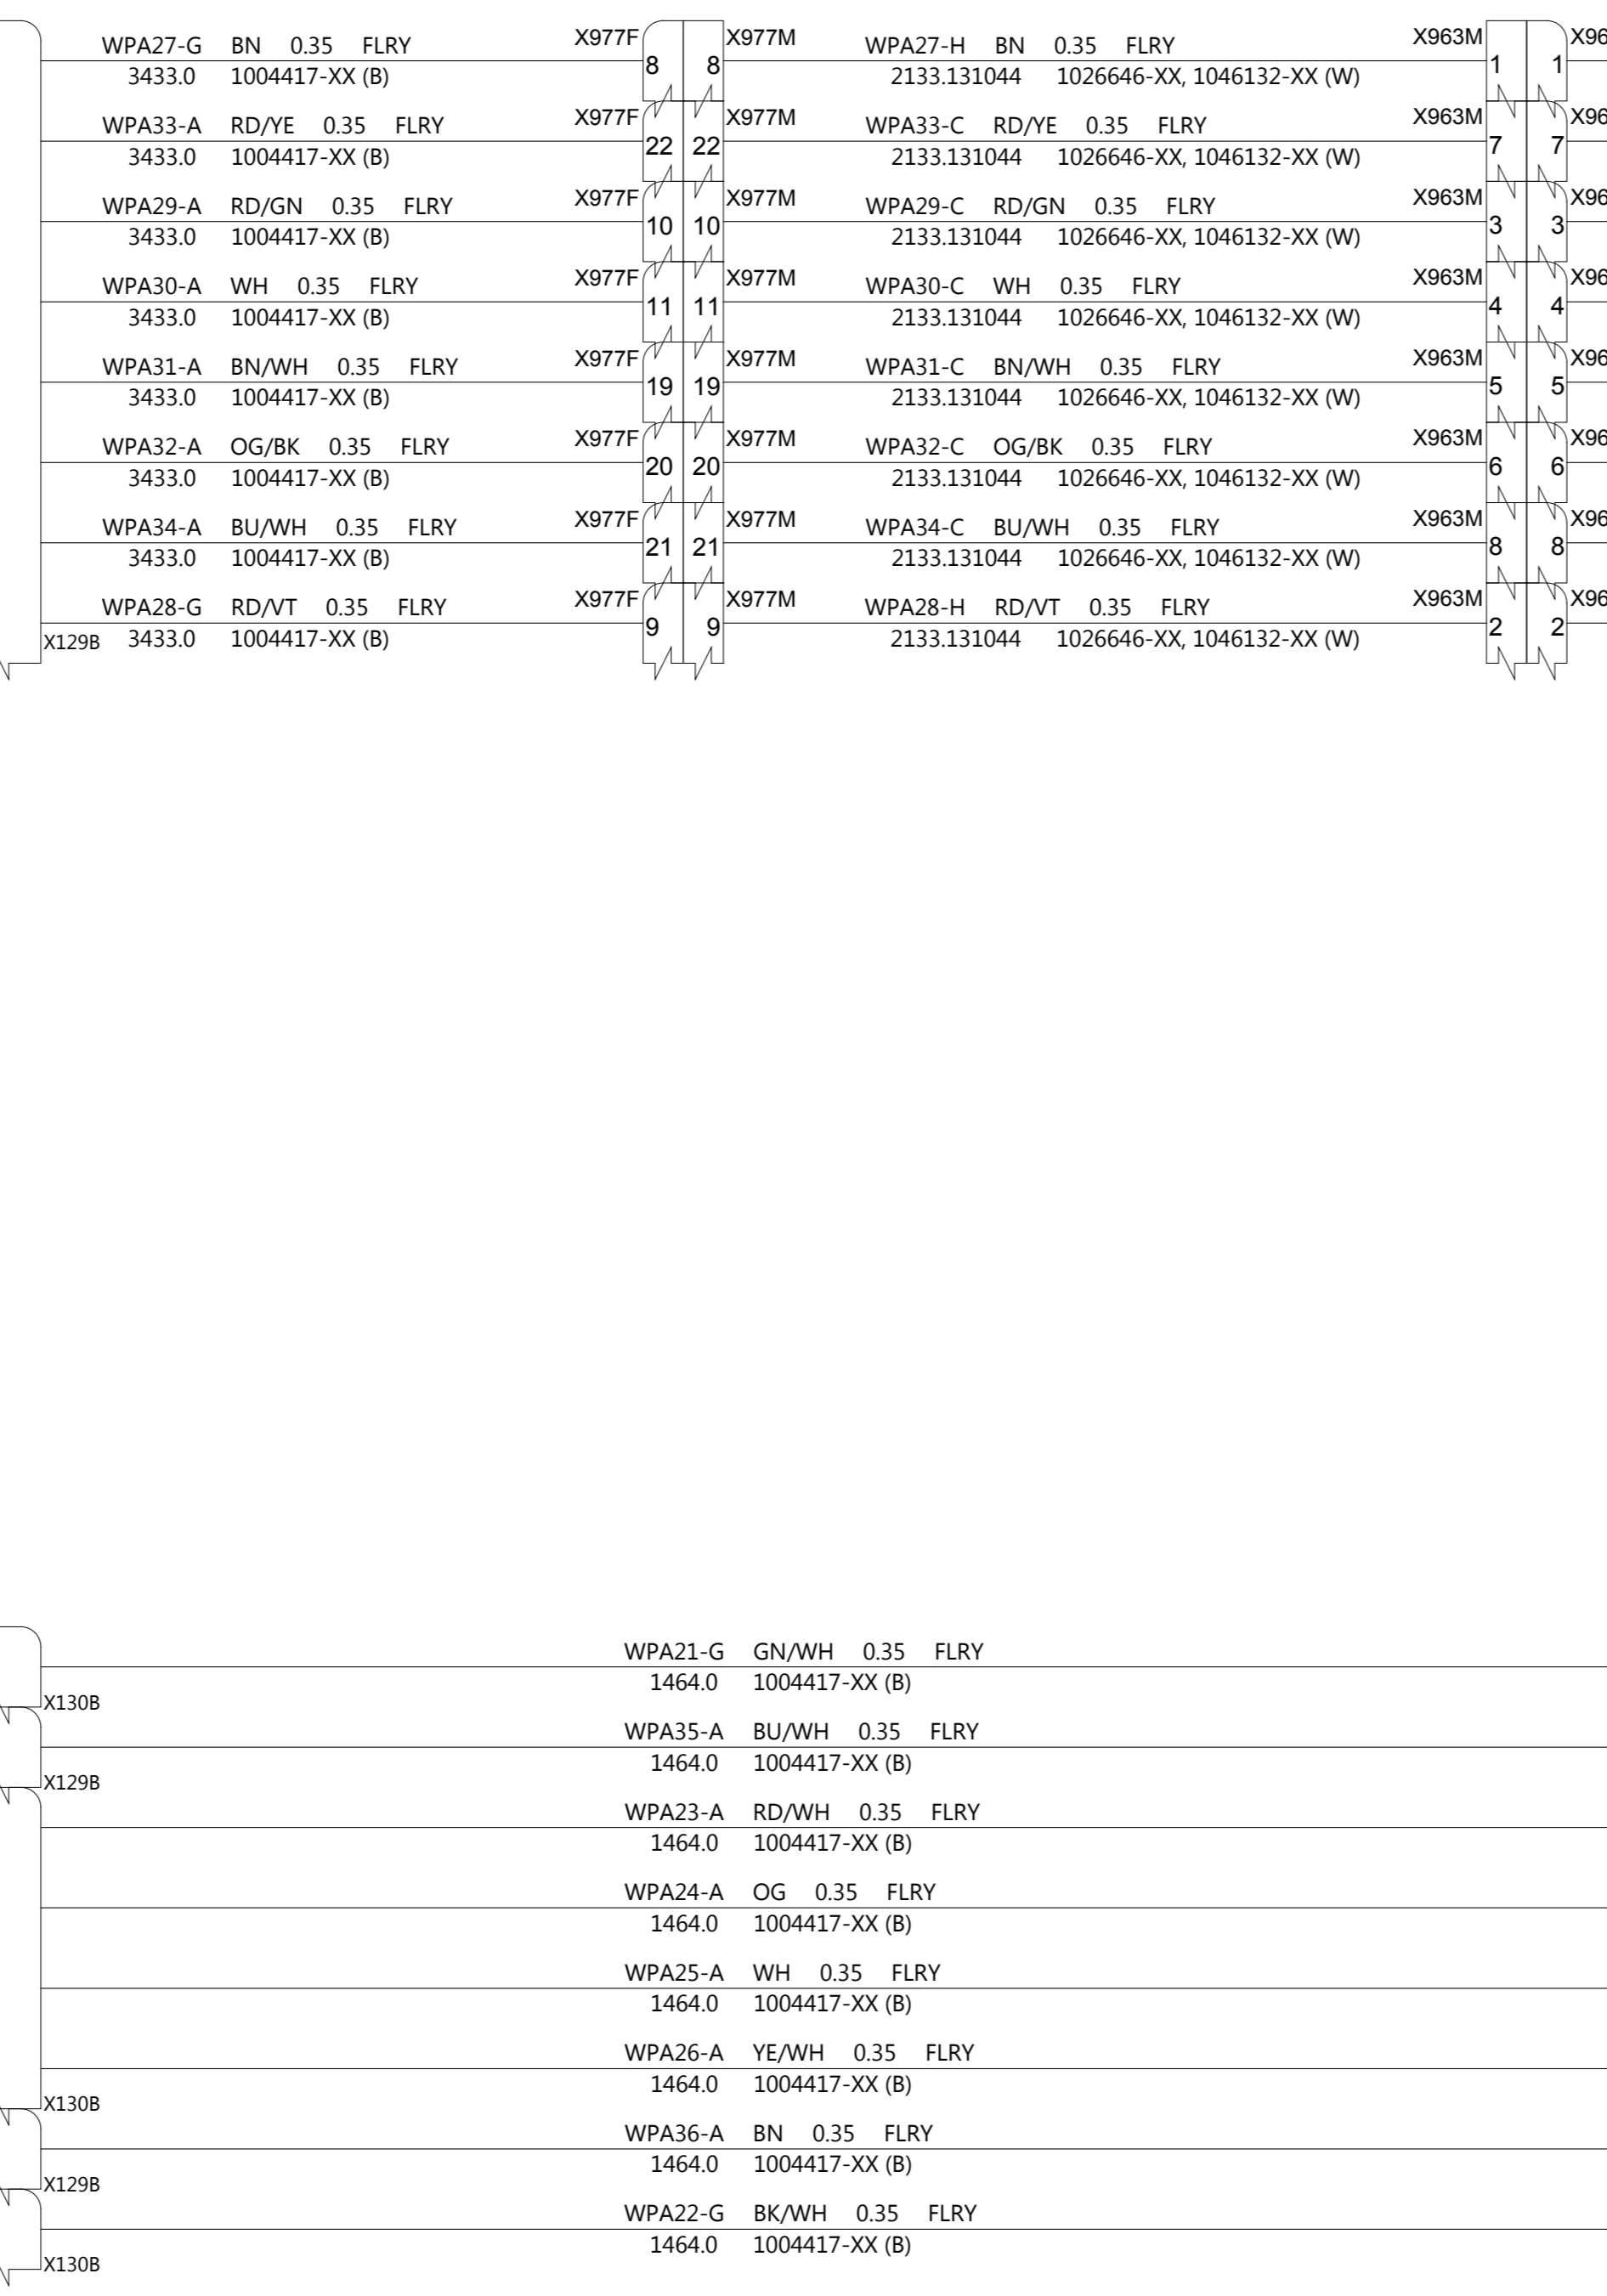 WPA27-G BN 0.35 FLRY X977F 8 8 X977M WPA27-H BN 0.35 FLRY X963M 1 1 X96
3433.0 1004417-XX (B) 2133.131044 1026646-XX, 1046132-XX (W)
WPA33-A RD/YE 0.35 FLRY X977F 22 22 X977M WPA33-C RD/YE 0.35 FLRY X963M 7 7 X96
3433.0 1004417-XX (B) 2133.131044 1026646-XX, 1046132-XX (W)
WPA29-A RD/GN 0.35 FLRY X977F 10 10 X977M WPA29-C RD/GN 0.35 FLRY X963M 3 3 X96
3433.0 1004417-XX (B) 2133.131044 1026646-XX, 1046132-XX (W)
WPA30-A WH 0.35 FLRY X977F 11 11 X977M WPA30-C WH 0.35 FLRY X963M 4 4 X96
3433.0 1004417-XX (B) 2133.131044 1026646-XX, 1046132-XX (W)
WPA31-A BN/WH 0.35 FLRY X977F 19 19 X977M WPA31-C BN/WH 0.35 FLRY X963M 5 5 X96
3433.0 1004417-XX (B) 2133.131044 1026646-XX, 1046132-XX (W)
WPA32-A OG/BK 0.35 FLRY X977F 20 20 X977M WPA32-C OG/BK 0.35 FLRY X963M 6 6 X96
3433.0 1004417-XX (B) 2133.131044 1026646-XX, 1046132-XX (W)
WPA34-A BU/WH 0.35 FLRY X977F 21 21 X977M WPA34-C BU/WH 0.35 FLRY X963M 8 8 X96
3433.0 1004417-XX (B) 2133.131044 1026646-XX, 1046132-XX (W)
WPA28-G RD/VT 0.35 FLRY X977F 9 9 X977M WPA28-H RD/VT 0.35 FLRY X963M 2 2 X96
X129B 3433.0 1004417-XX (B) 2133.131044 1026646-XX, 1046132-XX (W)
WPA21-G GN/WH 0.35 FLRY
1464.0 1004417-XX (B)
X130B
WPA35-A BU/WH 0.35 FLRY
1464.0 1004417-XX (B)
X129B
WPA23-A RD/WH 0.35 FLRY
1464.0 1004417-XX (B)
WPA24-A OG 0.35 FLRY
1464.0 1004417-XX (B)
WPA25-A WH 0.35 FLRY
1464.0 1004417-XX (B)
WPA26-A YE/WH 0.35 FLRY
1464.0 1004417-XX (B)
X130B
WPA36-A BN 0.35 FLRY
1464.0 1004417-XX (B)
X129B
WPA22-G BK/WH 0.35 FLRY
1464.0 1004417-XX (B)
X130B